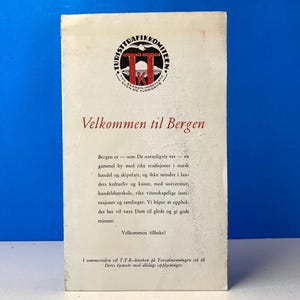 TURISTTRAFIKKOMITEEN
TTK
Velkommen til Bergen
Bergen er — som De naturligvis vet — en
gammel by med rike tradisjoner i norsk
handel og skipsfart, og ikke mindre i lan-
dets kulturliv og kunst, med universitet,
handelshøyskole, rike vitenskapelige insti-
tusjoner og samlinger. Vi håper at opphol-
det her vil være Dem til glede og gi gode
minner.
Velkommen tilbake!
I sommertiden vil T.T.K.-kiosken på Torvalmenningen stå til
Deres tjeneste med allslags opplysninger.